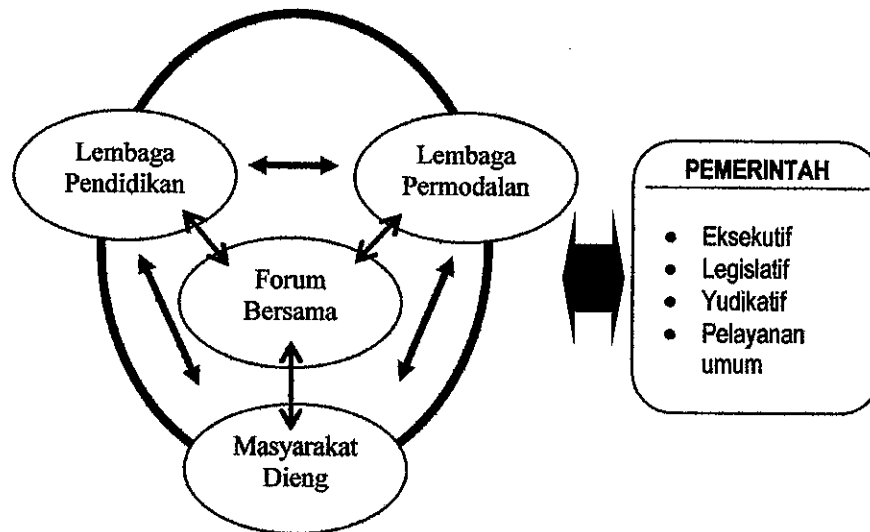 Lembaga
Pendidikan
Lembaga
Permodalan
Forum
Bersama
Masyarakat
Dieng
PEMERINTAH
• Eksekutif
• Legislatif
• Yudikatif
• Pelayanan
umum